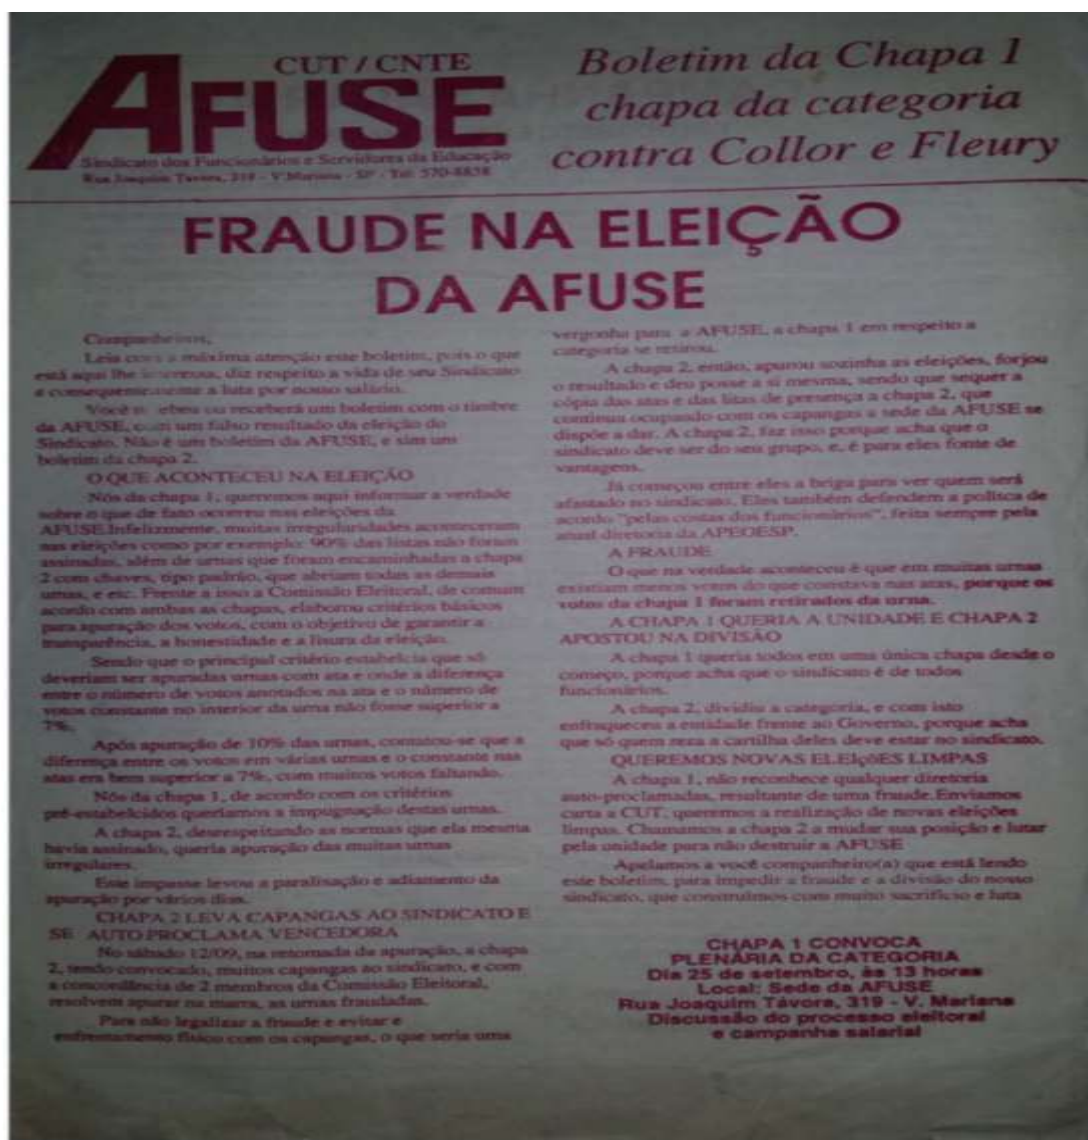 CUT / CNTE
AFUSE
Sindicato dos Funcionários e Servidores da Educação
Rua Joaquim Távora, 319 - V.Mariana - SP - Tel: 570-8858
Boletim da Chapa 1
chapa da categoria
contra Collor e Fleury
FRAUDE NA ELEIÇÃO
DA AFUSE
Companheiros,
Leia com a máxima atenção este boletim, pois o que
está aqui lhe interessa, diz respeito a vida de seu Sindicato
e consequentemente a luta por nosso salário.
Você recebeu ou receberá um boletim com o timbre
da AFUSE, com um falso resultado da eleição do
Sindicato. Não é um boletim da AFUSE, e sim um
boletim da chapa 2.
O QUE ACONTECEU NA ELEIÇÃO
Nós da chapa 1, queremos aqui informar a verdade
sobre o que de fato ocorreu nas eleições da
AFUSE.Infelizmente, muitas irregularidades aconteceram
nas eleições como por exemplo: 90% das listas não foram
assinadas, além de urnas que foram encaminhadas a chapa
2 com chaves, tipo padrão, que abriam todas as demais
urnas, e etc. Frente a isso a Comissão Eleitoral, de comum
acordo com ambas as chapas, elaborou critérios básicos
para apuração dos votos, com o objetivo de garantir a
transparência, a honestidade e a lisura da eleição.
Sendo que o principal critério estabelcia que só
deveriam ser apuradas urnas com ata e onde a diferença
entre o número de votos anotados na ata e o número de
votos constante no interior da urna não fosse superior a
7%.
Após apuração de 10% das urnas, constatou-se que a
diferença entre os votos em várias urnas e o constante nas
atas era bem superior a 7%, com muitos votos faltando.
Nós da chapa 1, de acordo com os critérios
pré-estabelcidos queríamos a impugnação destas urnas.
A chapa 2, desrespeitando as normas que ela mesma
havia assinado, queria apuração das muitas urnas
irregulares.
Este impasse levou a paralisação e adiamento da
apuração por vários dias.
CHAPA 2 LEVA CAPANGAS AO SINDICATO E
SE AUTO PROCLAMA VENCEDORA
No sábado 12/09, na retomada da apuração, a chapa
2, tendo convocado, muitos capangas ao sindicato, e com
a concordância de 2 membros da Comissão Eleitoral,
resolvem apurar na marra, as urnas fraudadas.
Para não legalizar a fraude e evitar e
enfrentamento físico com os capangas, o que seria uma
vergonha para a AFUSE, a chapa 1 em respeito a
categoria se retirou.
A chapa 2, então, apurou sozinha as eleições, forjou
o resultado e deu posse a si mesma, sendo que sequer a
cópia das atas e das litas de presença a chapa 2, que
continua ocupando com os capangas a sede da AFUSE se
dispõe a dar. A chapa 2, faz isso porque acha que o
sindicato deve ser do seu grupo, e, é para eles fonte de
vantagens.
Já começou entre eles a briga para ver quem será
afastado no sindicato. Eles também defendem a polítca de
acordo "pelas costas dos funcionários", feita sempre pela
atual diretoria da APEOESP.
A FRAUDE
O que na verdade aconteceu é que em muitas urnas
existiam menos votos do que constava nas atas, porque os
votos da chapa 1 foram retirados da urna.
A CHAPA 1 QUERIA A UNIDADE E CHAPA 2
APOSTOU NA DIVISÃO
A chapa 1 queria todos em uma única chapa desde o
começo, porque acha que o sindicato é de todos
funcionários.
A chapa 2, dividiu a categoria, e com isto
enfraqueceu a entidade frente ao Governo, porque acha
que só quem reza a cartilha deles deve estar no sindicato.
QUEREMOS NOVAS ELEIçÕES LIMPAS
A chapa 1, não reconhece qualquer diretoria
auto-proclamadas, resultante de uma fraude.Enviamos
carta a CUT, queremos a realização de novas eleições
limpas. Chamamos a chapa 2 a mudar sua posição e lutar
pela unidade para não destruir a AFUSE
Apelamos a você companheiro(a) que está lendo
este boletim, para impedir a fraude e a divisão do nosso
sindicato, que construimos com muito sacrifício e luta
CHAPA 1 CONVOCA
PLENÁRIA DA CATEGORIA
Dia 25 de setembro, às 13 horas
Local: Sede da AFUSE
Rua Joaquim Távora, 319 - V. Mariana
Discussão do processo eleitoral
e campanha salarial